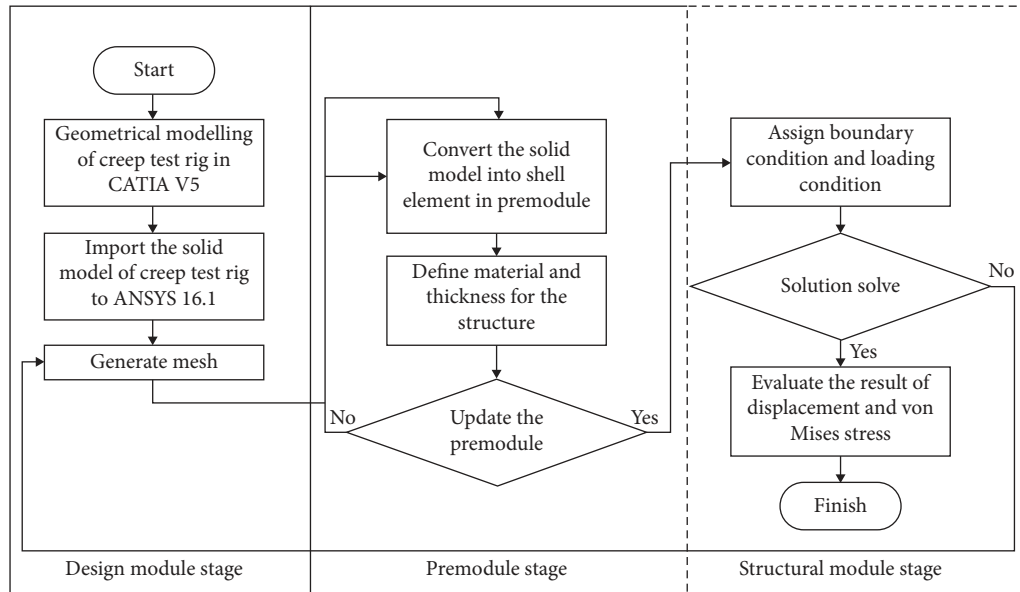 Start
Geometrical modelling
of creep test rig in
CATIA V5
Import the solid
model of creep test rig
to ANSYS 16.1
Generate mesh
Design module stage
Convert the solid
model into shell
element in premodule
Define material and
thickness for the
structure
No
Update the
premodule
Yes
Premodule stage
Assign boundary
condition and loading
condition
Solution solve
No
Yes
Evaluate the result of
displacement and von
Mises stress
Finish
Structural module stage